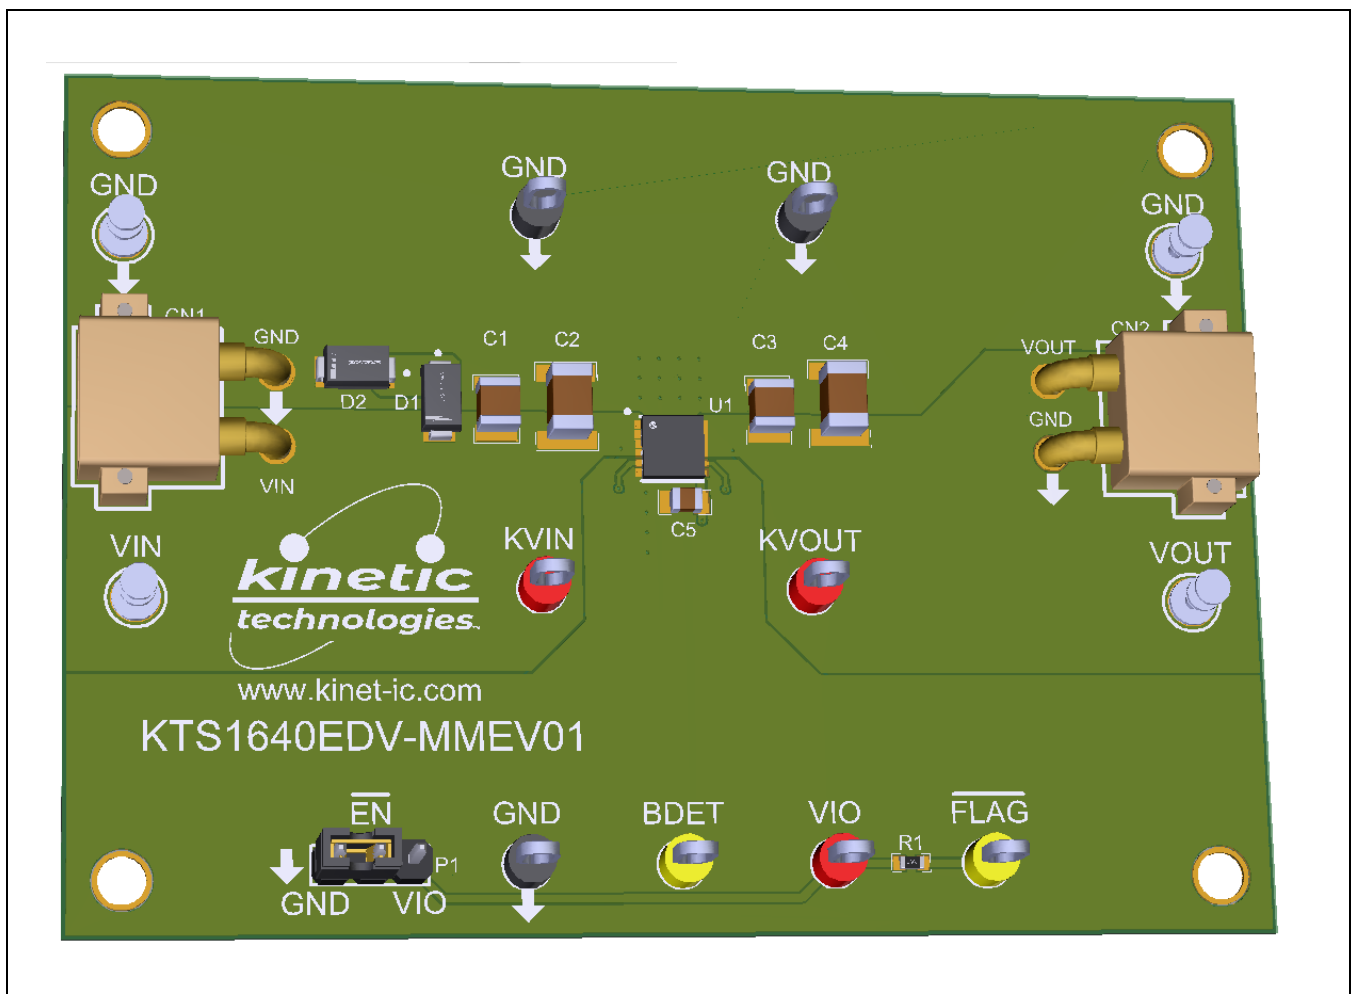 GND
GND
GND
GND
CN1
GND
D2
D1
C1
C2
C3
C4
U1
C5
VOUT
CN2
GND
VIN
VIN
KVIN
KVOUT
VOUT
kinetic
technologies
www.kinet-ic.com
KTS1640EDV-MMEV01
EN
GND
BDET
VIO
R1
FLAG
P1
GND
VIO